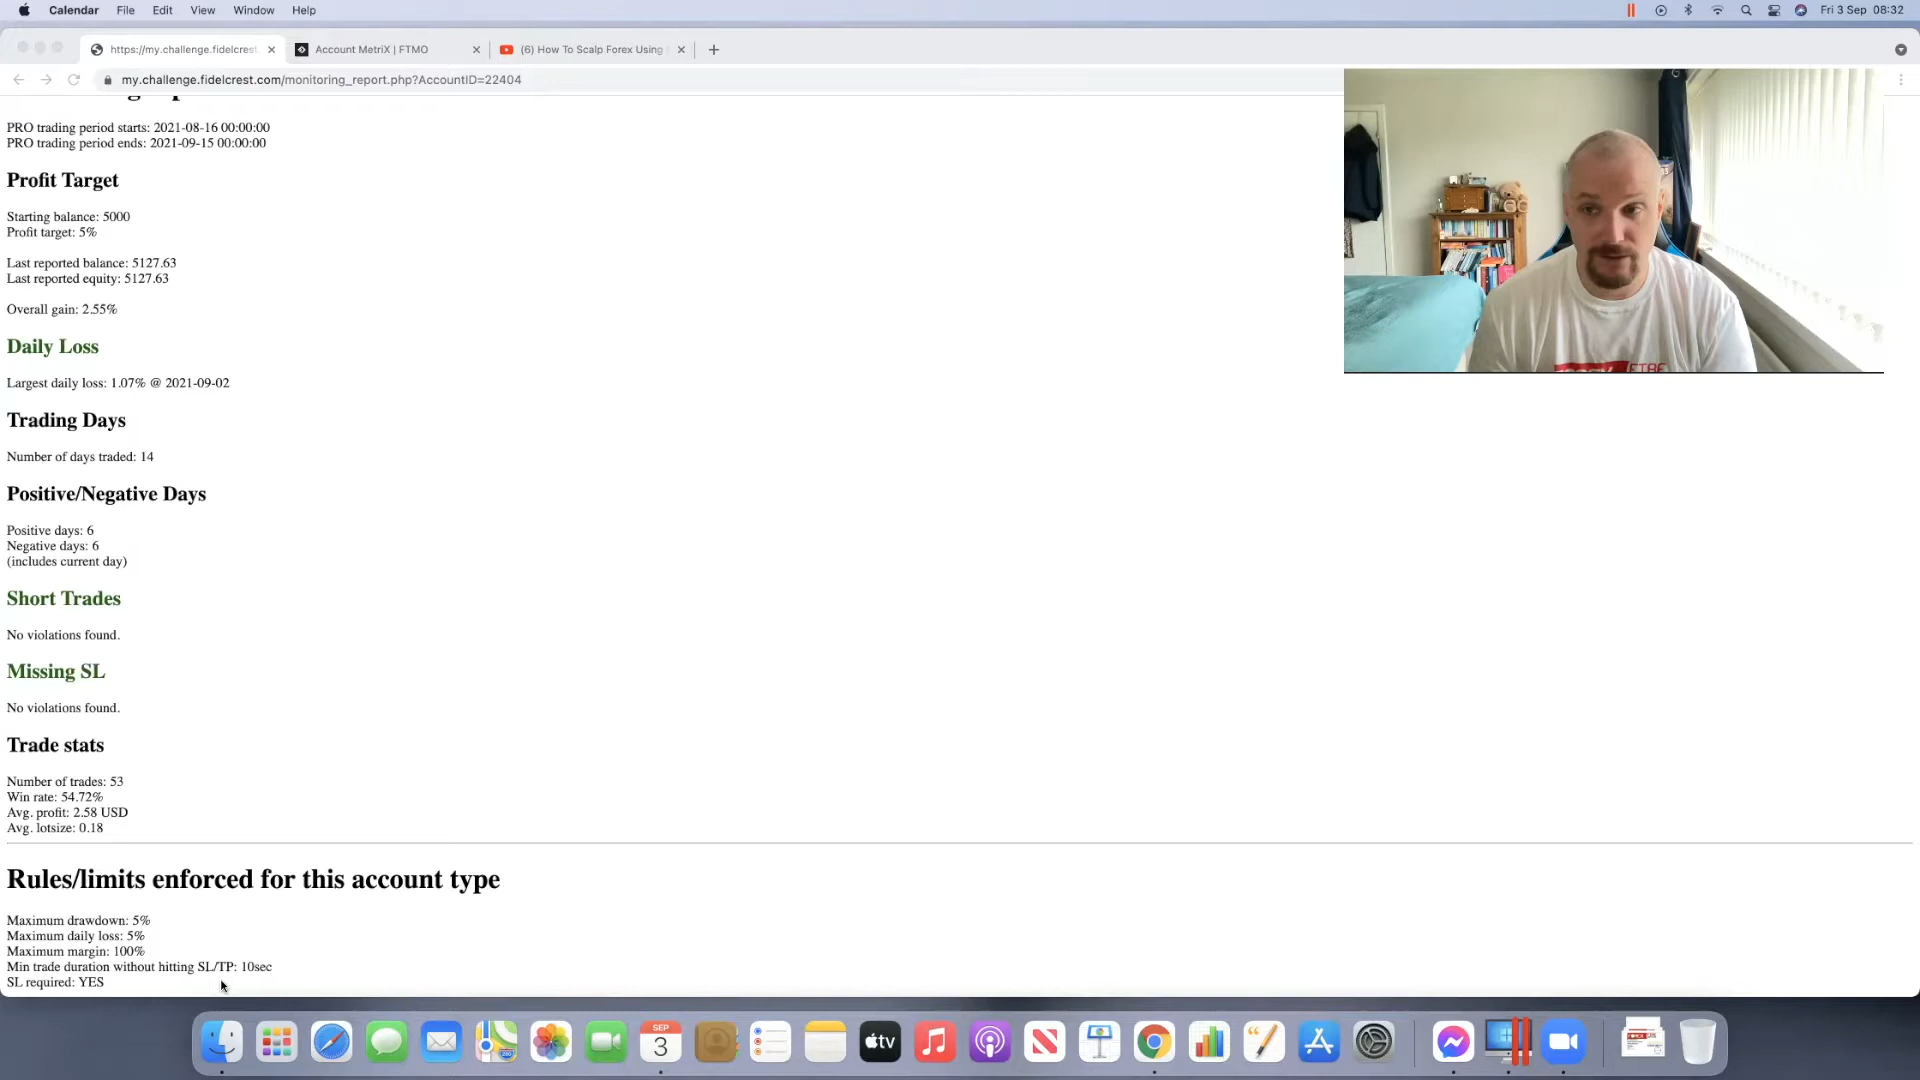 Calendar File Edit View Window Help Fri 3 Sep 08:32
https://my.challenge.fidelcrest Account MetriX | FTMO (6) How To Scalp Forex Using
my.challenge.fidelcrest.com/monitoring_report.php?AccountID=22404
PRO trading period starts: 2021-08-16 00:00:00
PRO trading period ends: 2021-09-15 00:00:00
Profit Target
Starting balance: 5000
Profit target: 5%
Last reported balance: 5127.63
Last reported equity: 5127.63
Overall gain: 2.55%
Daily Loss
Largest daily loss: 1.07% @ 2021-09-02
Trading Days
Number of days traded: 14
Positive/Negative Days
Positive days: 6
Negative days: 6
(includes current day)
Short Trades
No violations found.
Missing SL
No violations found.
Trade stats
Number of trades: 53
Win rate: 54.72%
Avg. profit: 2.58 USD
Avg. lotsize: 0.18
Rules/limits enforced for this account type
Maximum drawdown: 5%
Maximum daily loss: 5%
Maximum margin: 100%
Min trade duration without hitting SL/TP: 10sec
SL required: YES
SEP
3
tv